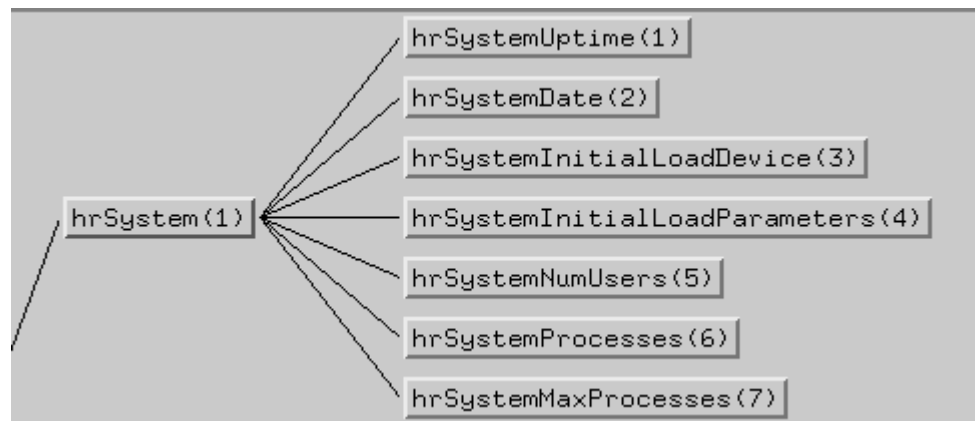 hrSystemUptime(1)
hrSystemDate(2)
hrSystemInitialLoadDevice(3)
hrSystem(1)
hrSystemInitialLoadParameters(4)
hrSystemNumUsers(5)
hrSystemProcesses(6)
hrSystemMaxProcesses(7)